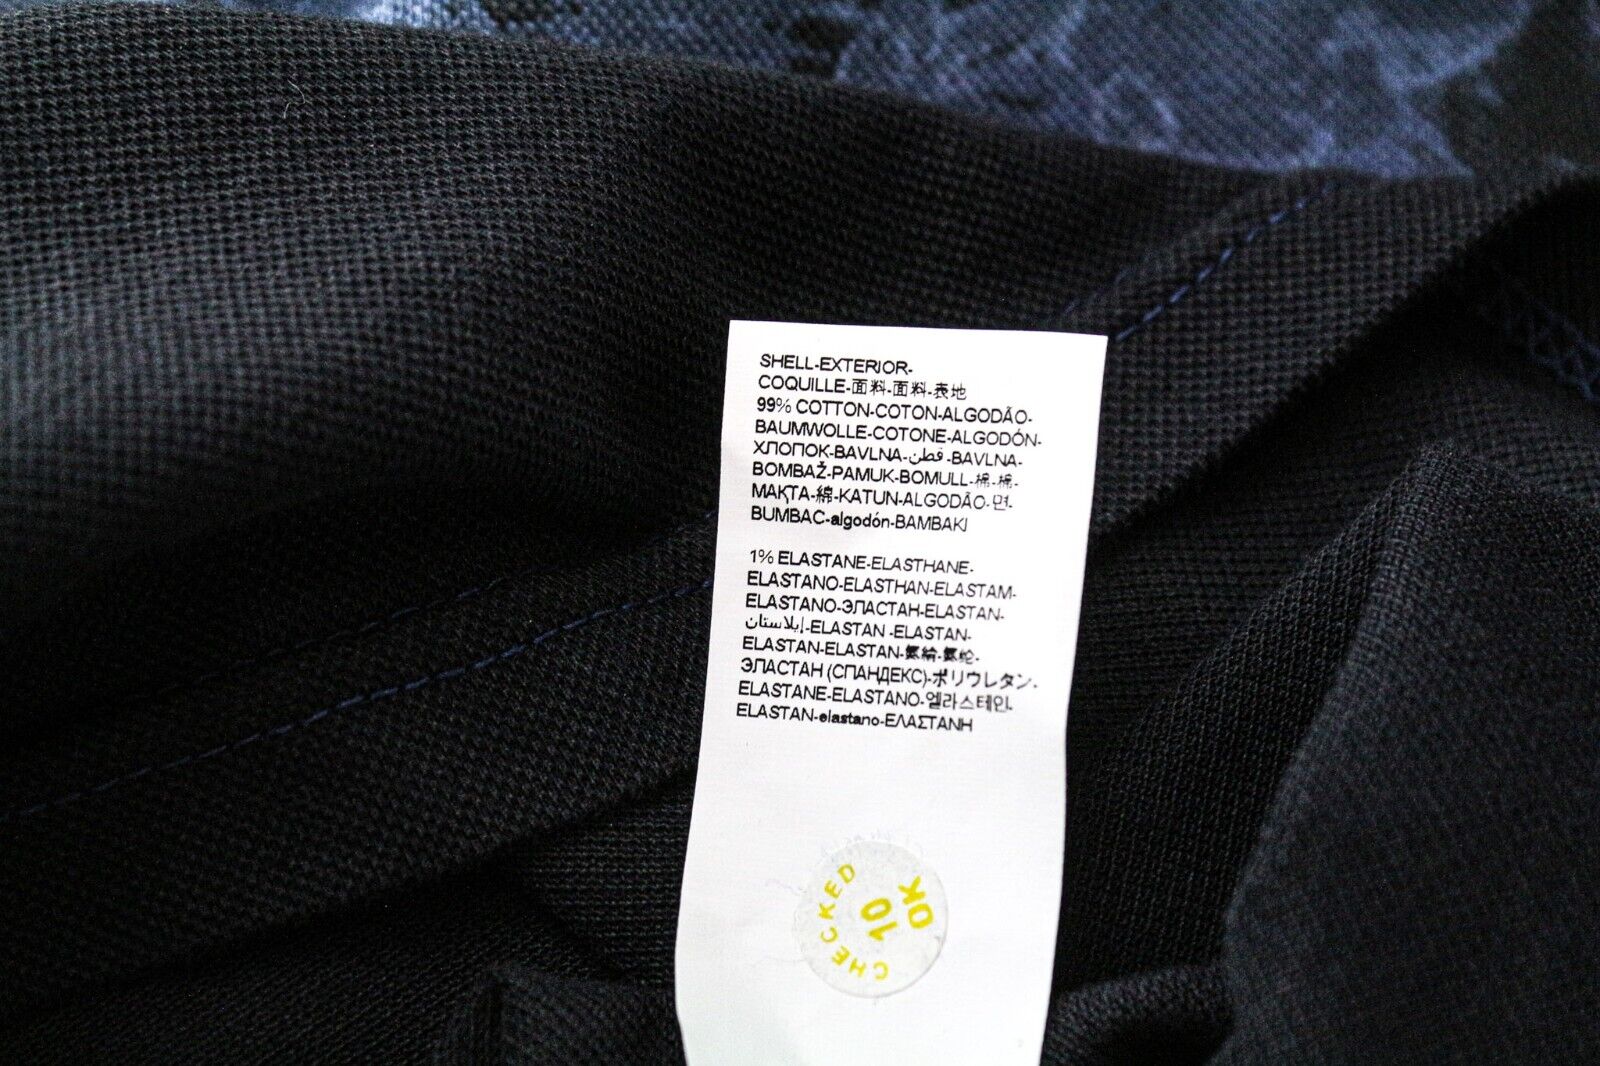 SHELL-EXTERIOR-
COQUILLE-面料-面料-表地
99% COTTON-COTON-ALGODÃO-
BAUMWOLLE-COTONE-ALGODÓN-
ХЛОПОК-BAVLNA-قطن-BAVLNA-
BOMBAŽ-PAMUK-BOMULL-棉-棉-
МАҚТА-綿-KATUN-ALGODÃO-면-
BUMBAC-algodón-BAMBAKI
1% ELASTANE-ELASTHANE-
ELASTANO-ELASTHAN-ELASTAM-
ELASTANO-ЭЛАСТАН-ELASTAN-
إيلاستان-ELASTAN -ELASTAN-
ELASTAN-ELASTAN-氨綸-氨纶-
ЭЛАСТАН (СПАНДЕКС)-ポリウレタン-
ELASTANE-ELASTANO-엘라스테인-
ELASTAN-elastano-ΕΛΑΣΤΑΝΗ
CHECKED
10
OK